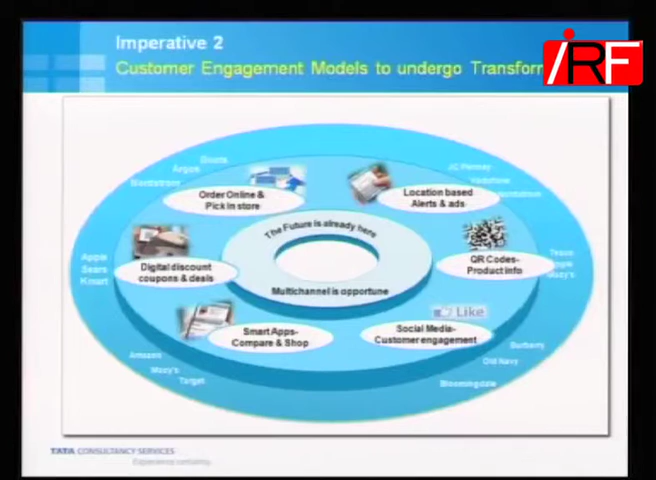 Imperative 2
Customer Engagement Models to undergo Transform
iRF
Argos
Nordstrom
Order Online &
Pick in store
JC Penney
Vodafone
Location based
Alerts & ads
The Future is already here
Multichannel is opportune
Apple
Sears
Kmart
Digital discount
coupons & deals
QR Codes-
Product info
Tesco
Like
Smart Apps-
Compare & Shop
Social Media-
Customer engagement
Amazon
Target
Burberry
Old Navy
Bloomingdale
TATA CONSULTANCY SERVICES
Experience certainty.